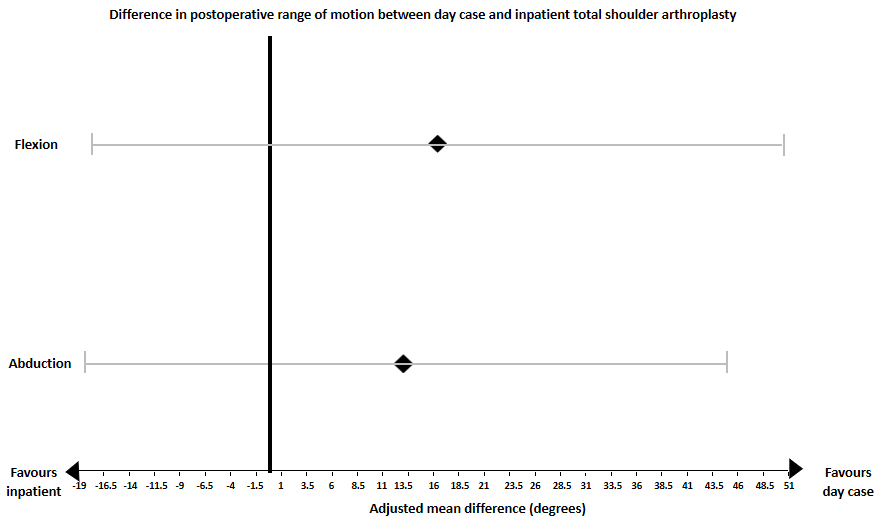 Difference in postoperative range of motion between day case and inpatient total shoulder arthroplasty
Flexion
Abduction
Favours
inpatient
-19 -16.5 -14 -11.5 -9 -6.5 -4 -1.5 1 3.5 6 8.5 11 13.5 16 18.5 21 23.5 26 28.5 31 33.5 36 38.5 41 43.5 46 48.5 51
Favours
day case
Adjusted mean difference (degrees)